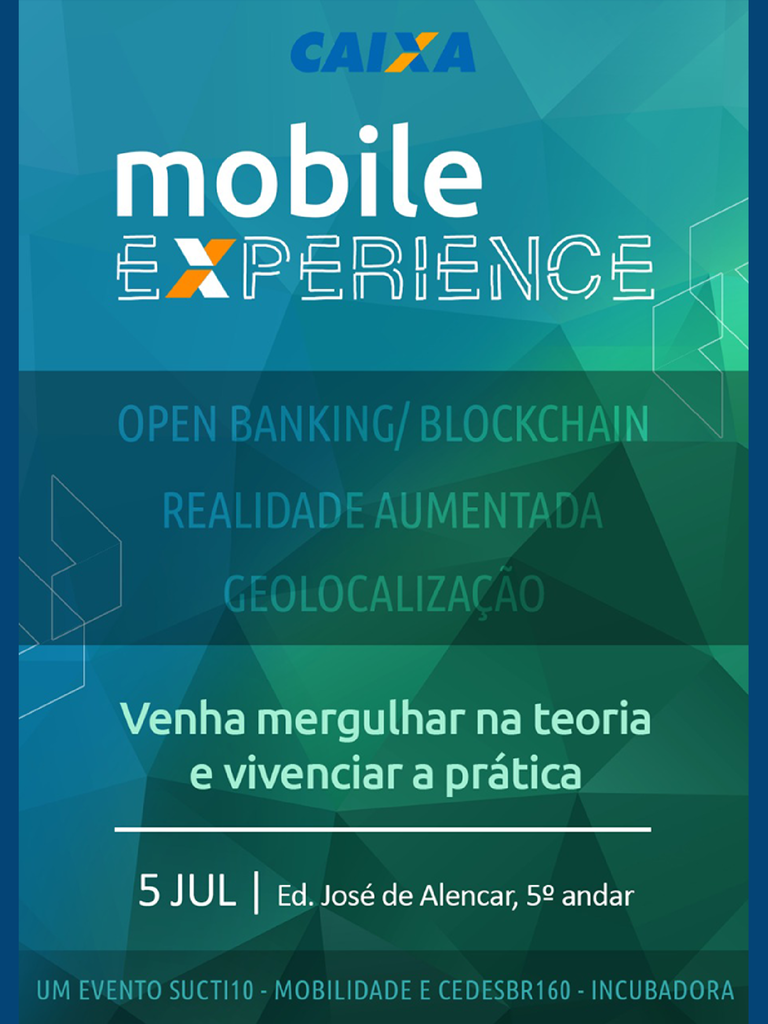 CAIXA
mobile
EXPERIENCE
OPEN BANKING/ BLOCKCHAIN
REALIDADE AUMENTADA
GEOLOCALIZAÇÃO
Venha mergulhar na teoria
e vivenciar a prática
5 JUL | Ed. José de Alencar, 5º andar
UM EVENTO SUCTI10 - MOBILIDADE E CEDESBR160 - INCUBADORA